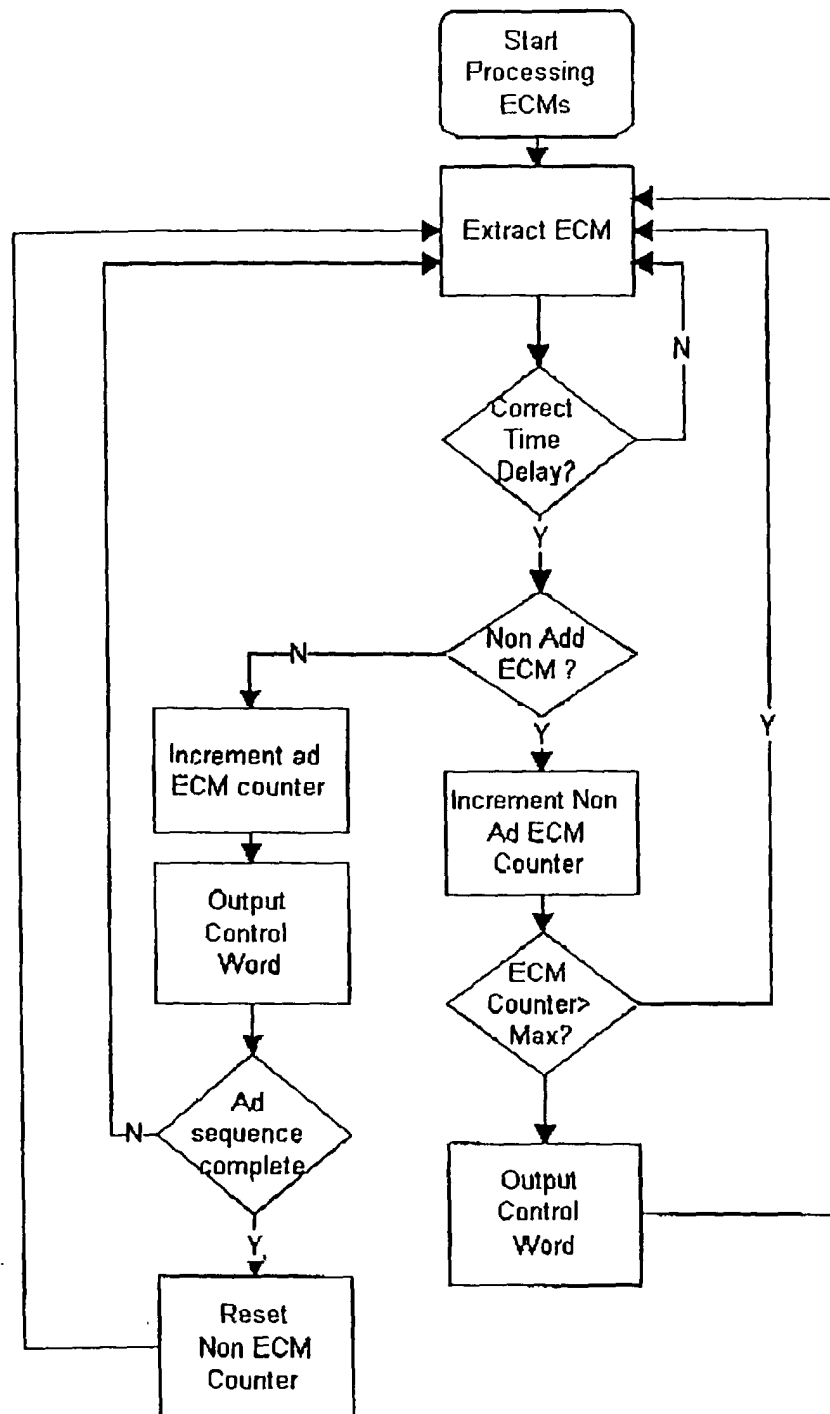 Start
Processing
ECMs
Extract ECM
N
Correct
Time
Delay?
Y
Non Add
ECM ?
N
Y
Increment ad
ECM counter
Increment Non
Ad ECM
Counter
Y
Output
Control
Word
ECM
Counter>
Max?
Ad
sequence
complete
N
Y
Output
Control
Word
Reset
Non ECM
Counter